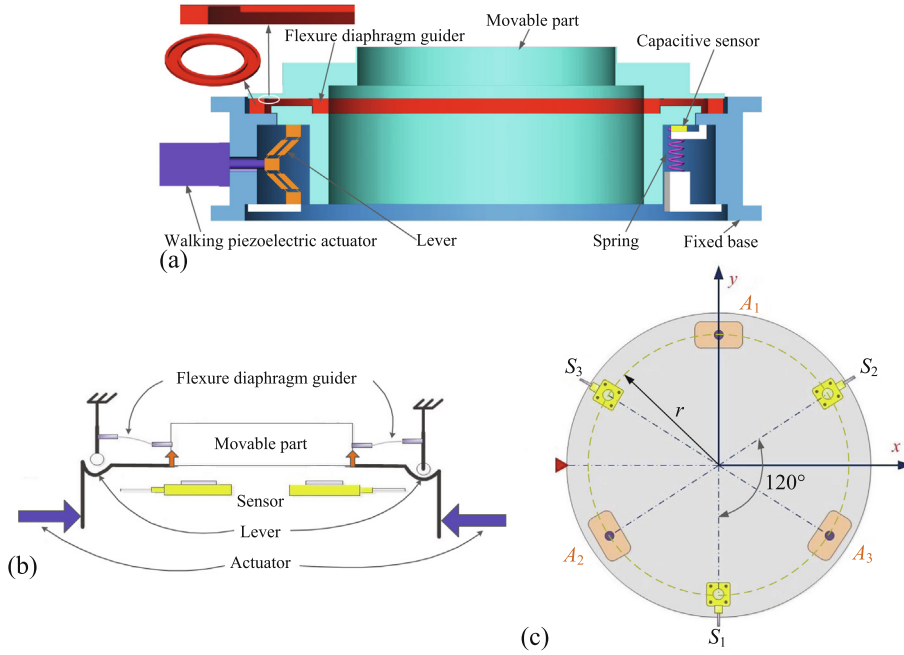 Movable part
Flexure diaphragm guider
Capacitive sensor
Walking piezoelectric actuator
Lever
Spring
Fixed base
(a)
Flexure diaphragm guider
Movable part
Sensor
Lever
Actuator
(b)
y
A1
S3
S2
r
x
120°
A2
A3
S1
(c)